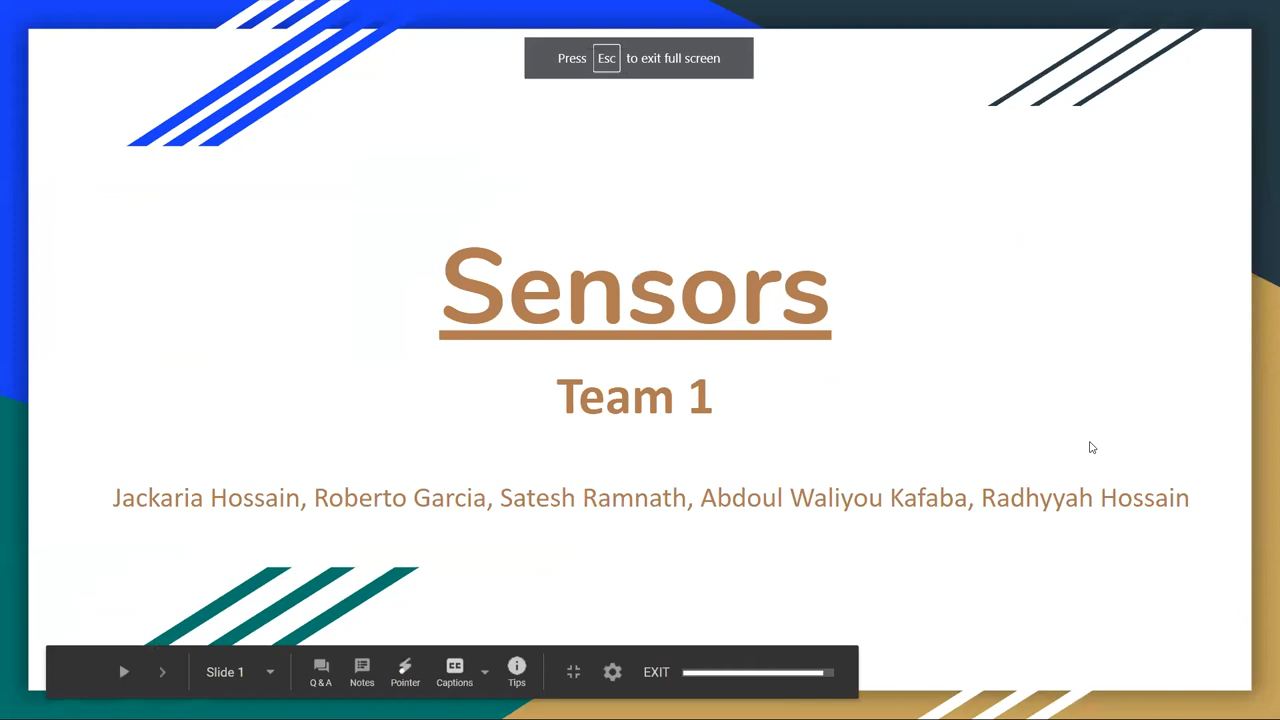 Press Esc to exit full screen
Sensors
Team 1
Jackaria Hossain, Roberto Garcia, Satesh Ramnath, Abdoul Waliyou Kafaba, Radhyyah Hossain
Slide 1
Q & A
Notes
Pointer
CC
Captions
Tips
EXIT